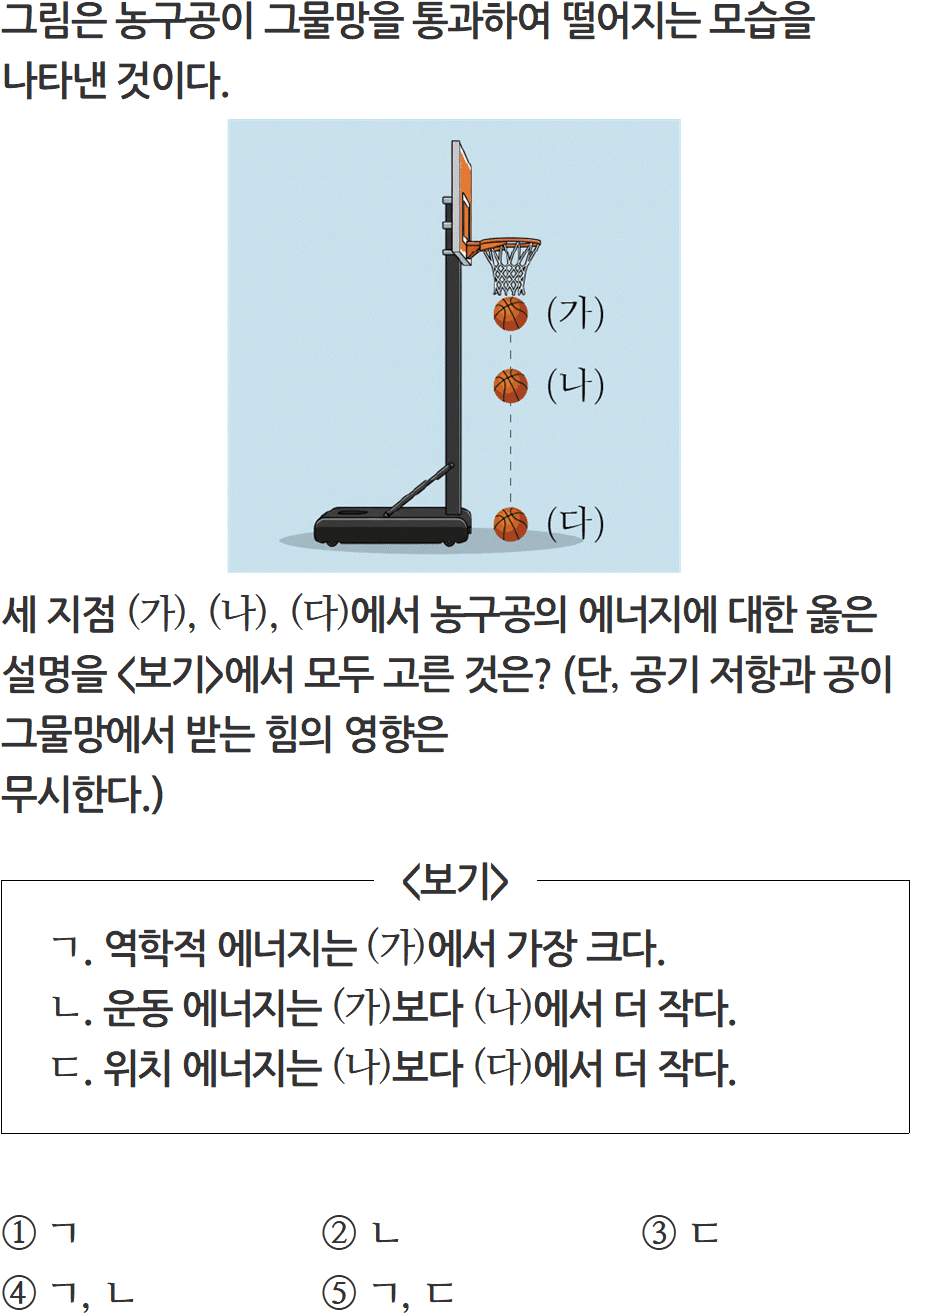 그림은 농구공이 그물망을 통과하여 떨어지는 모습을
나타낸 것이다.
(가)
(나)
(다)
세 지점 (가), (나), (다)에서 농구공의 에너지에 대한 옳은
설명을 <보기>에서 모두 고른 것은? (단, 공기 저항과 공이
그물망에서 받는 힘의 영향은
무시한다.)
<보기>
ㄱ. 역학적 에너지는 (가)에서 가장 크다.
ㄴ. 운동 에너지는 (가)보다 (나)에서 더 작다.
ㄷ. 위치 에너지는 (나)보다 (다)에서 더 작다.
① ㄱ ② ㄴ ③ ㄷ
④ ㄱ, ㄴ ⑤ ㄱ, ㄷ